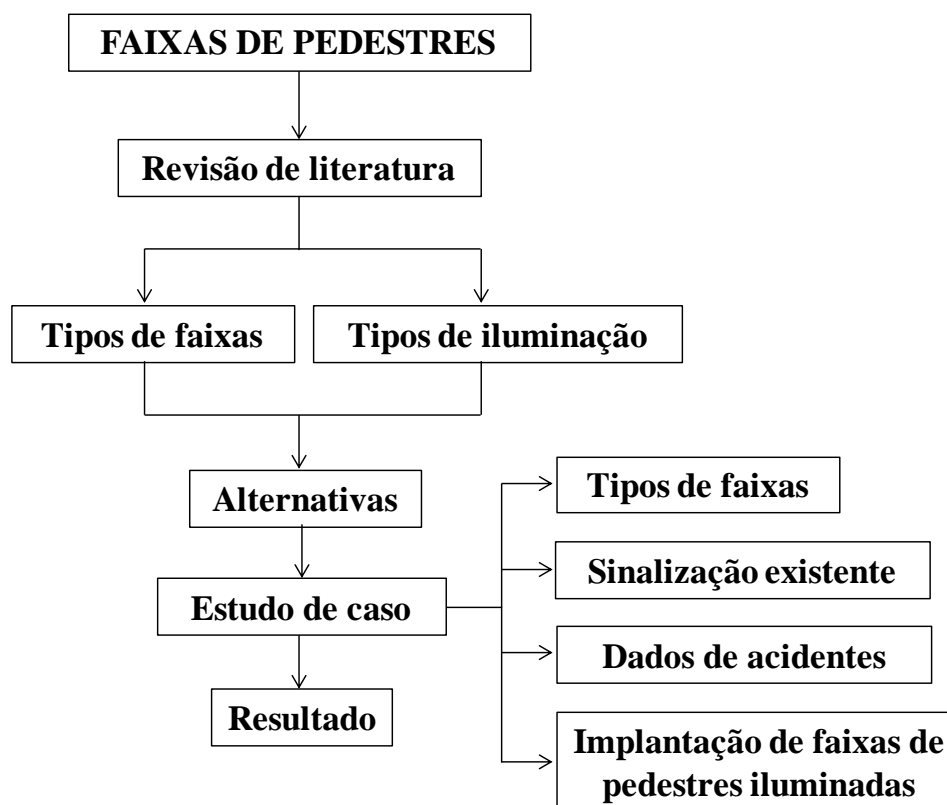 FAIXAS DE PEDESTRES
Revisão de literatura
Tipos de faixas
Tipos de iluminação
Alternativas
Estudo de caso
Resultado
Tipos de faixas
Sinalização existente
Dados de acidentes
Implantação de faixas de
pedestres iluminadas